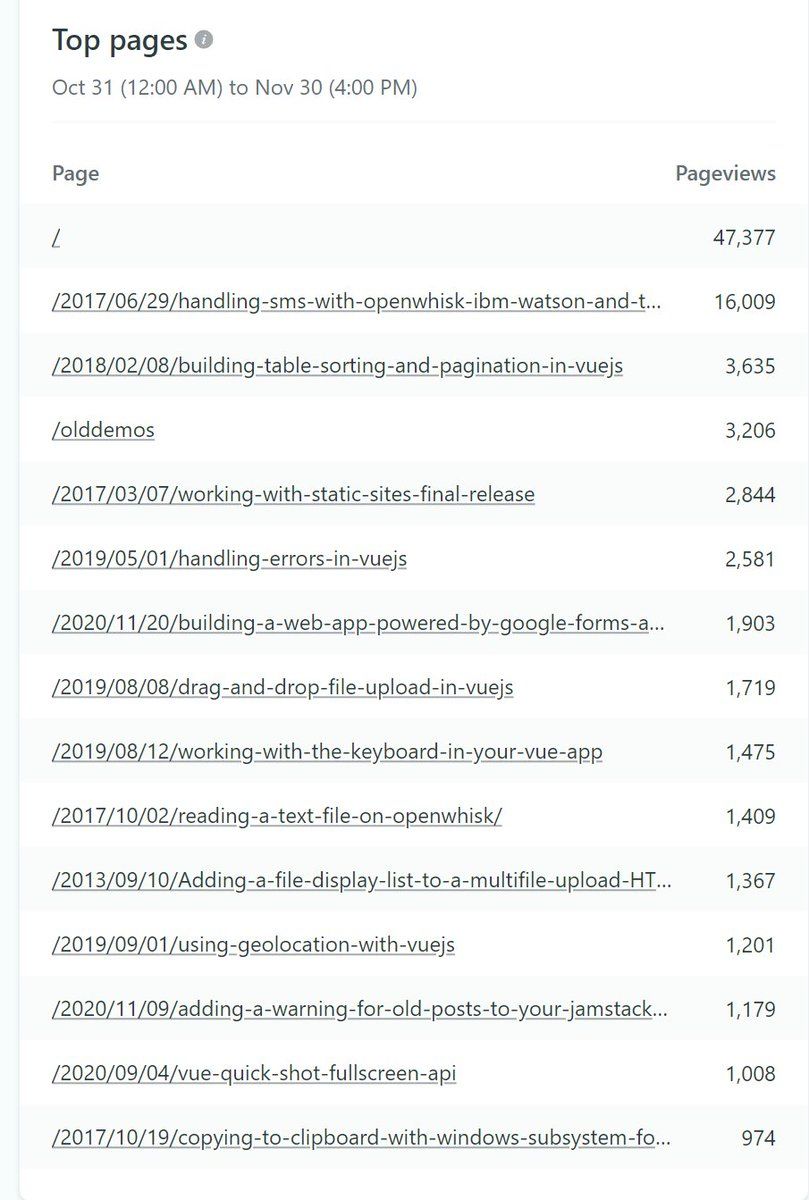 Top pages
Oct 31 (12:00 AM) to Nov 30 (4:00 PM)
Page Pageviews
/ 47,377
/2017/06/29/handling-sms-with-openwhisk-ibm-watson-and-t... 16,009
/2018/02/08/building-table-sorting-and-pagination-in-vuejs 3,635
/olddemos 3,206
/2017/03/07/working-with-static-sites-final-release 2,844
/2019/05/01/handling-errors-in-vuejs 2,581
/2020/11/20/building-a-web-app-powered-by-google-forms-a... 1,903
/2019/08/08/drag-and-drop-file-upload-in-vuejs 1,719
/2019/08/12/working-with-the-keyboard-in-your-vue-app 1,475
/2017/10/02/reading-a-text-file-on-openwhisk/ 1,409
/2013/09/10/Adding-a-file-display-list-to-a-multifile-upload-HT... 1,367
/2019/09/01/using-geolocation-with-vuejs 1,201
/2020/11/09/adding-a-warning-for-old-posts-to-your-jamstack... 1,179
/2020/09/04/vue-quick-shot-fullscreen-api 1,008
/2017/10/19/copying-to-clipboard-with-windows-subsystem-fo... 974